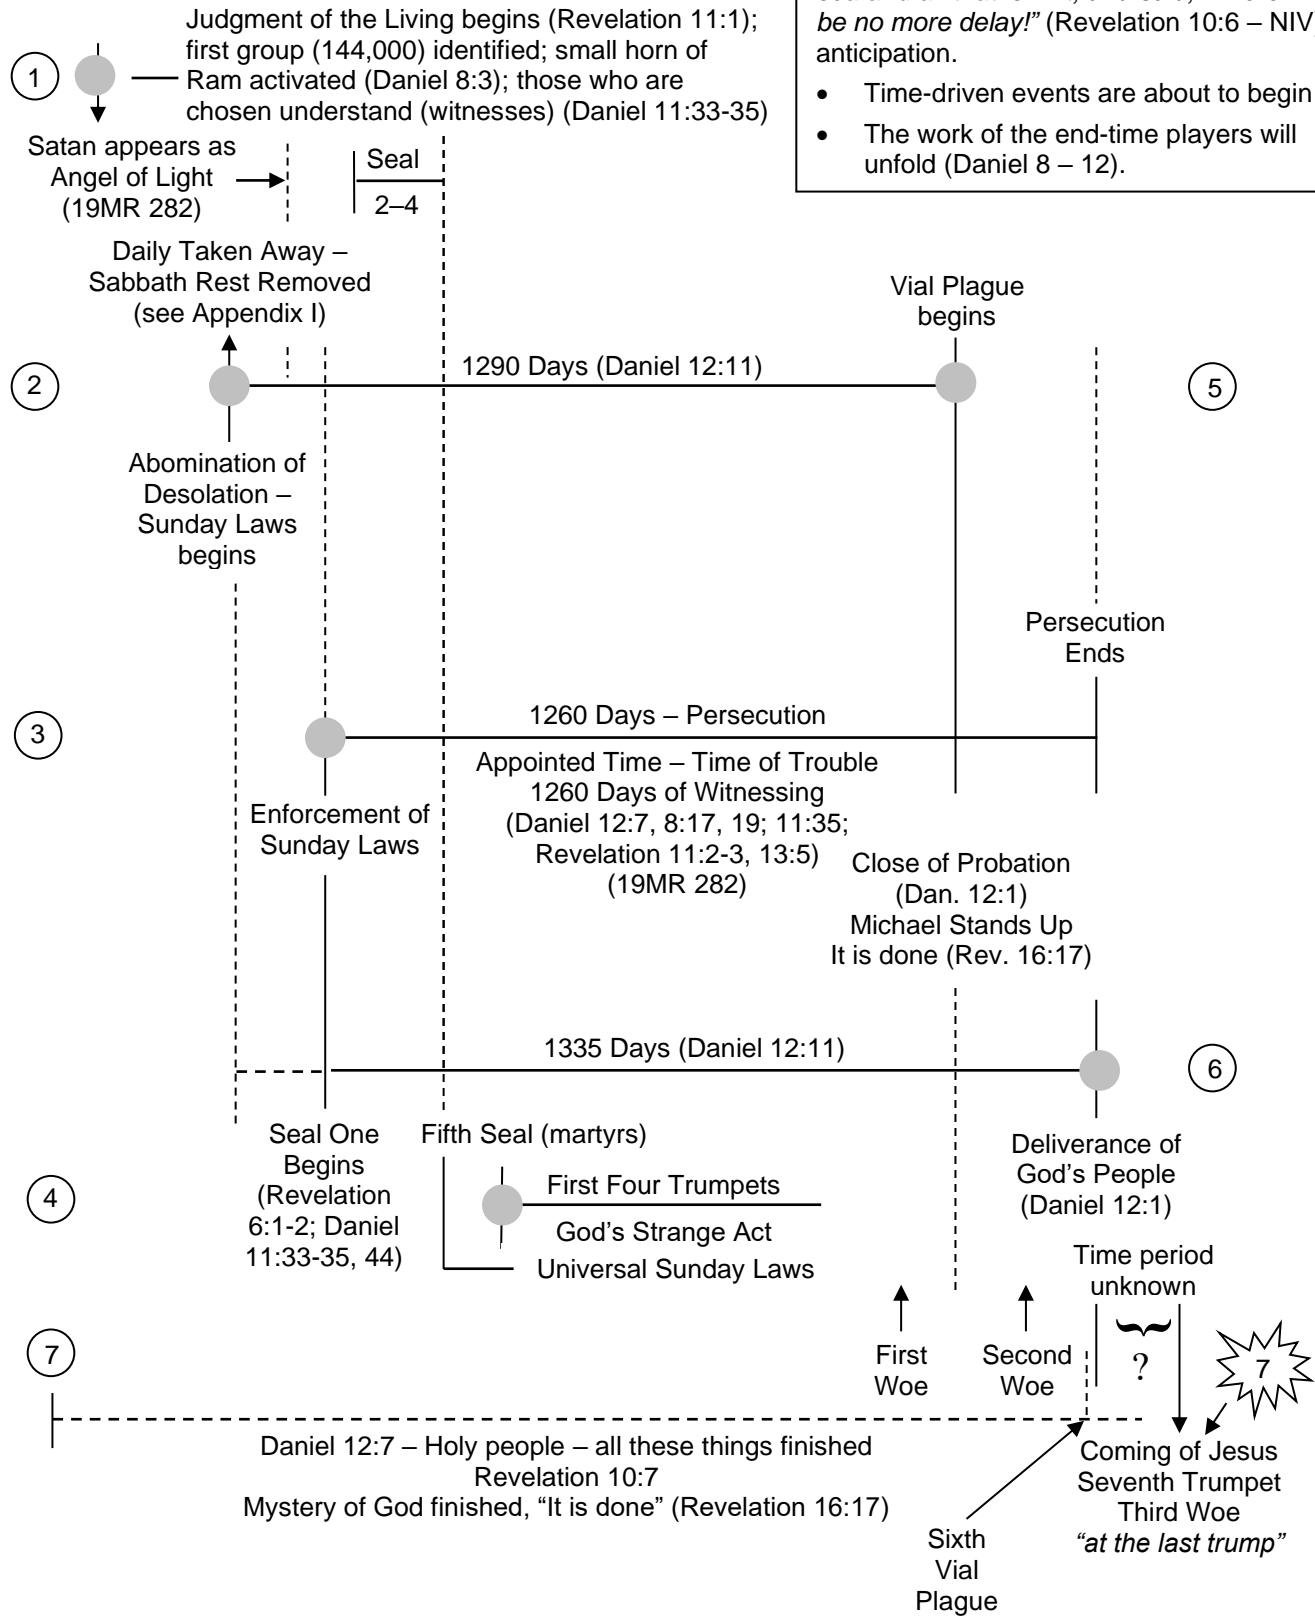 Judgment of the Living begins (Revelation 11:1);
first group (144,000) identified; small horn of
Ram activated (Daniel 8:3); those who are
chosen understand (witnesses) (Daniel 11:33-35)
1
be no more delay!” (Revelation 10:6 – NIV
anticipation.
• Time-driven events are about to begin
• The work of the end-time players will
unfold (Daniel 8 – 12).
Satan appears as
Angel of Light
(19MR 282)
Seal
2–4
Daily Taken Away –
Sabbath Rest Removed
(see Appendix I)
Vial Plague
begins
2
1290 Days (Daniel 12:11)
5
Abomination of
Desolation –
Sunday Laws
begins
Persecution
Ends
3
1260 Days – Persecution
Appointed Time – Time of Trouble
1260 Days of Witnessing
(Daniel 12:7, 8:17, 19; 11:35;
Revelation 11:2-3, 13:5)
(19MR 282)
Enforcement of
Sunday Laws
Close of Probation
(Dan. 12:1)
Michael Stands Up
It is done (Rev. 16:17)
1335 Days (Daniel 12:11)
6
Seal One
Begins
(Revelation
6:1-2; Daniel
11:33-35, 44)
Fifth Seal (martyrs)
Deliverance of
God’s People
(Daniel 12:1)
4
First Four Trumpets
God’s Strange Act
Universal Sunday Laws
Time period
unknown
7
First
Woe
Second
Woe
?
7
Daniel 12:7 – Holy people – all these things finished
Revelation 10:7
Mystery of God finished, “It is done” (Revelation 16:17)
Coming of Jesus
Seventh Trumpet
Third Woe
“at the last trump”
Sixth
Vial
Plague